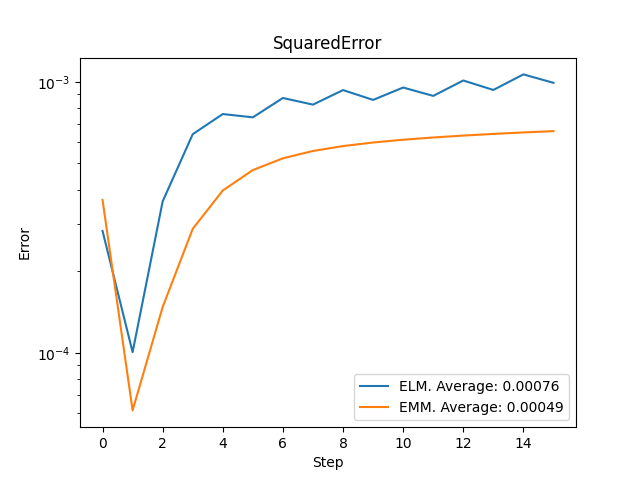 SquaredError
10⁻³
10⁻⁴
Error
0 2 4 6 8 10 12 14
Step
ELM. Average: 0.00076
EMM. Average: 0.00049